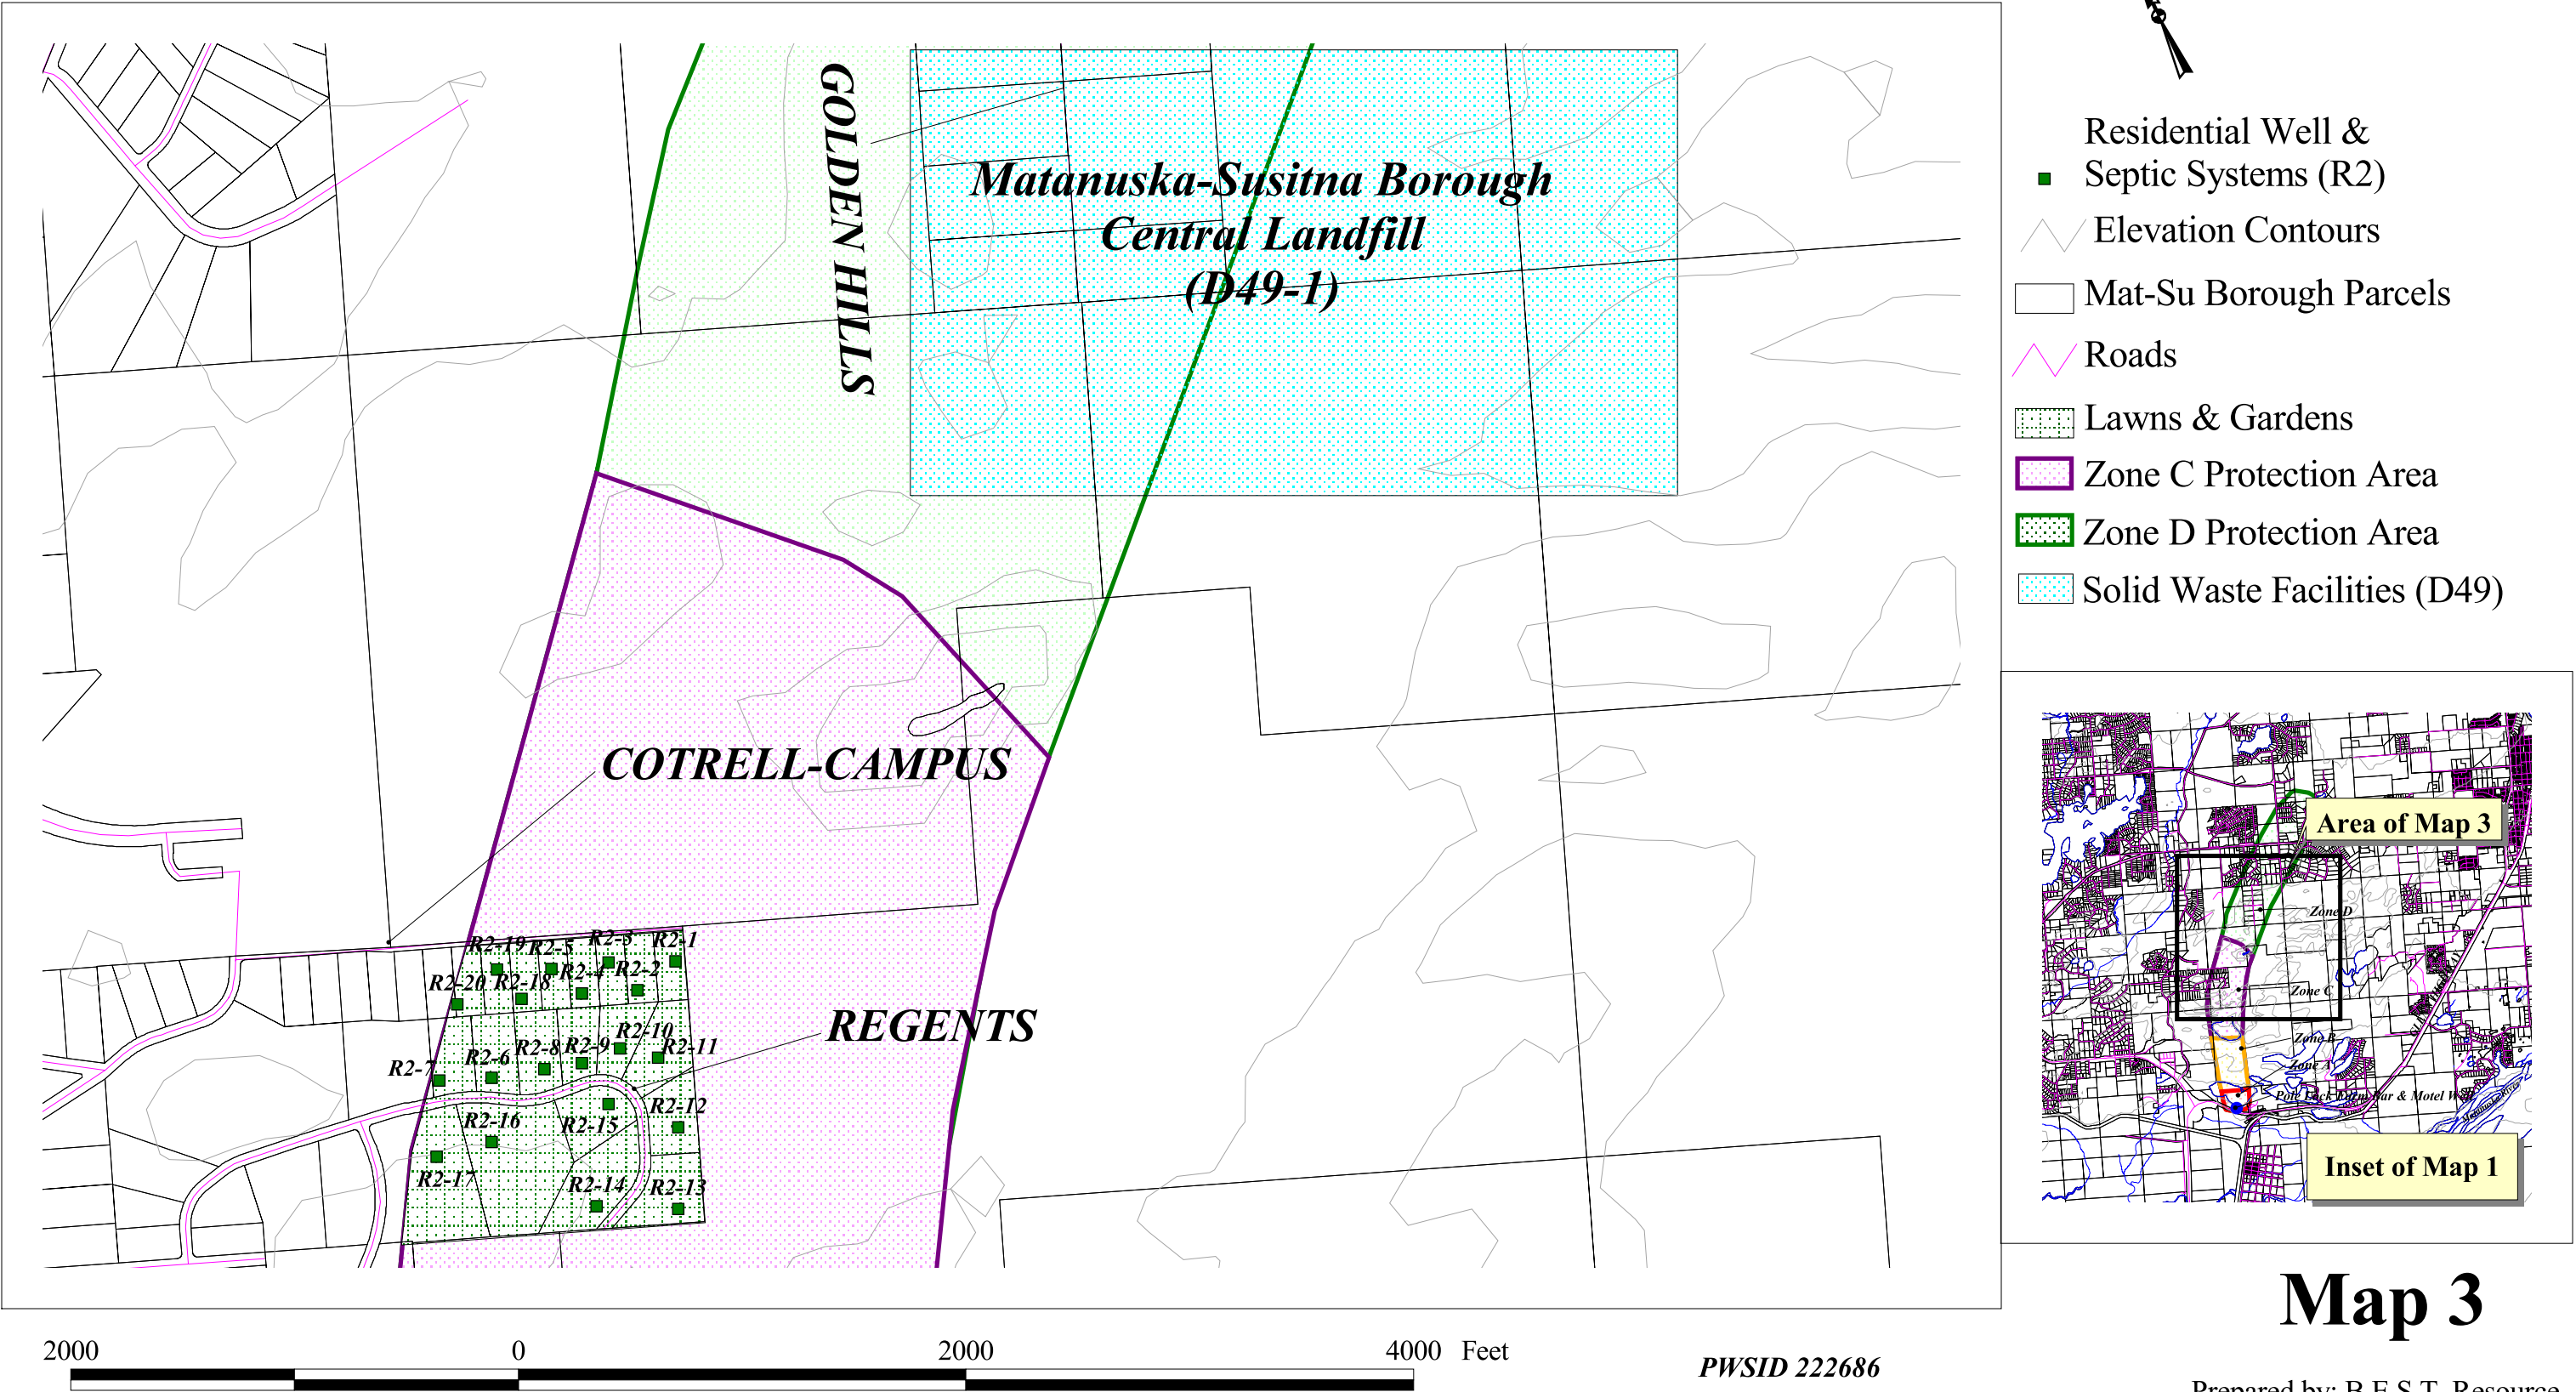 GOLDEN HILLS
Matanuska-Susitna Borough
Central Landfill
(D49-1)
COTRELL-CAMPUS
R2-19
R2-5
R2-3
R2-1
R2-20
R2-18
R2-4
R2-2
REGENTS
R2-10
R2-7
R2-6
R2-8
R2-9
R2-11
R2-16
R2-15
R2-12
R2-17
R2-14
R2-13
Residential Well &
Septic Systems (R2)
Elevation Contours
Mat-Su Borough Parcels
Roads
Lawns & Gardens
Zone C Protection Area
Zone D Protection Area
Solid Waste Facilities (D49)
Area of Map 3
Zone D
Zone C
Zone B
Zone A
Bar & Motel
Inset of Map 1
Map 3
2000 0 2000 4000 Feet
PWSID 222686
Prepared by: B.E.S.T. Resource